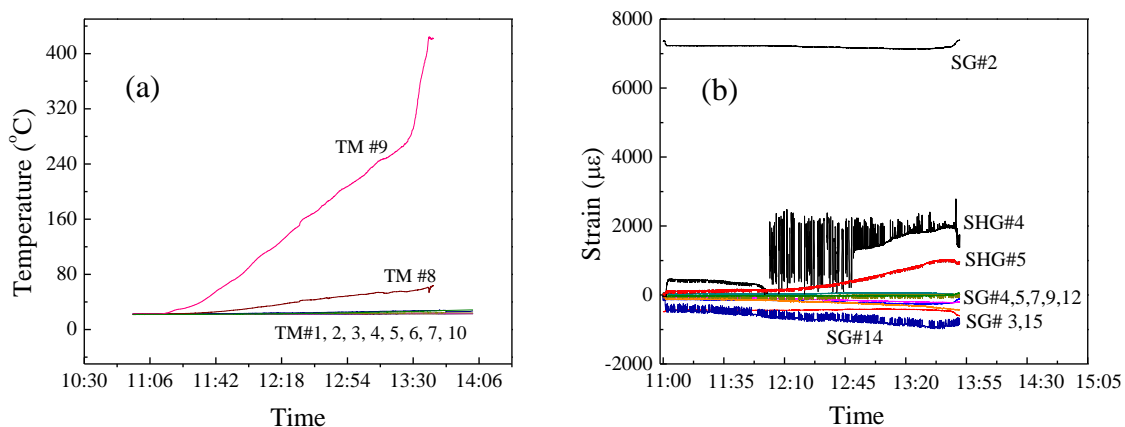 400
320
240
160
80
0
Temperature (°C)
(a)
TM #9
TM #8
TM#1, 2, 3, 4, 5, 6, 7, 10
10:30 11:06 11:42 12:18 12:54 13:30 14:06
Time
8000
6000
4000
2000
0
-2000
Strain (με)
(b)
SG#2
SHG#4
SHG#5
SG#4,5,7,9,12
SG# 3,15
SG#14
11:00 11:35 12:10 12:45 13:20 13:55 14:30 15:05
Time